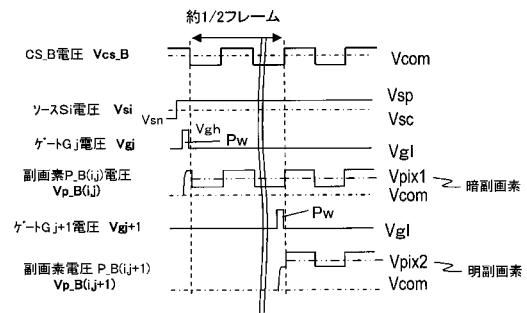 約1/2フレーム
CS_B電圧 Vcs_B
Vcom
ソースSi電圧 Vsi
Vsn
Vsp
Vsc
ゲートGj電圧 Vgj
Vgh
Pw
Vgl
副画素P_B(i,j)電圧
Vp_B(i,j)
Vpix1
Vcom
暗副画素
ゲートGj+1電圧 Vgj+1
Pw
Vgl
副画素電圧 P_B(i,j+1)
Vp_B(i,j+1)
Vpix2
Vcom
明副画素